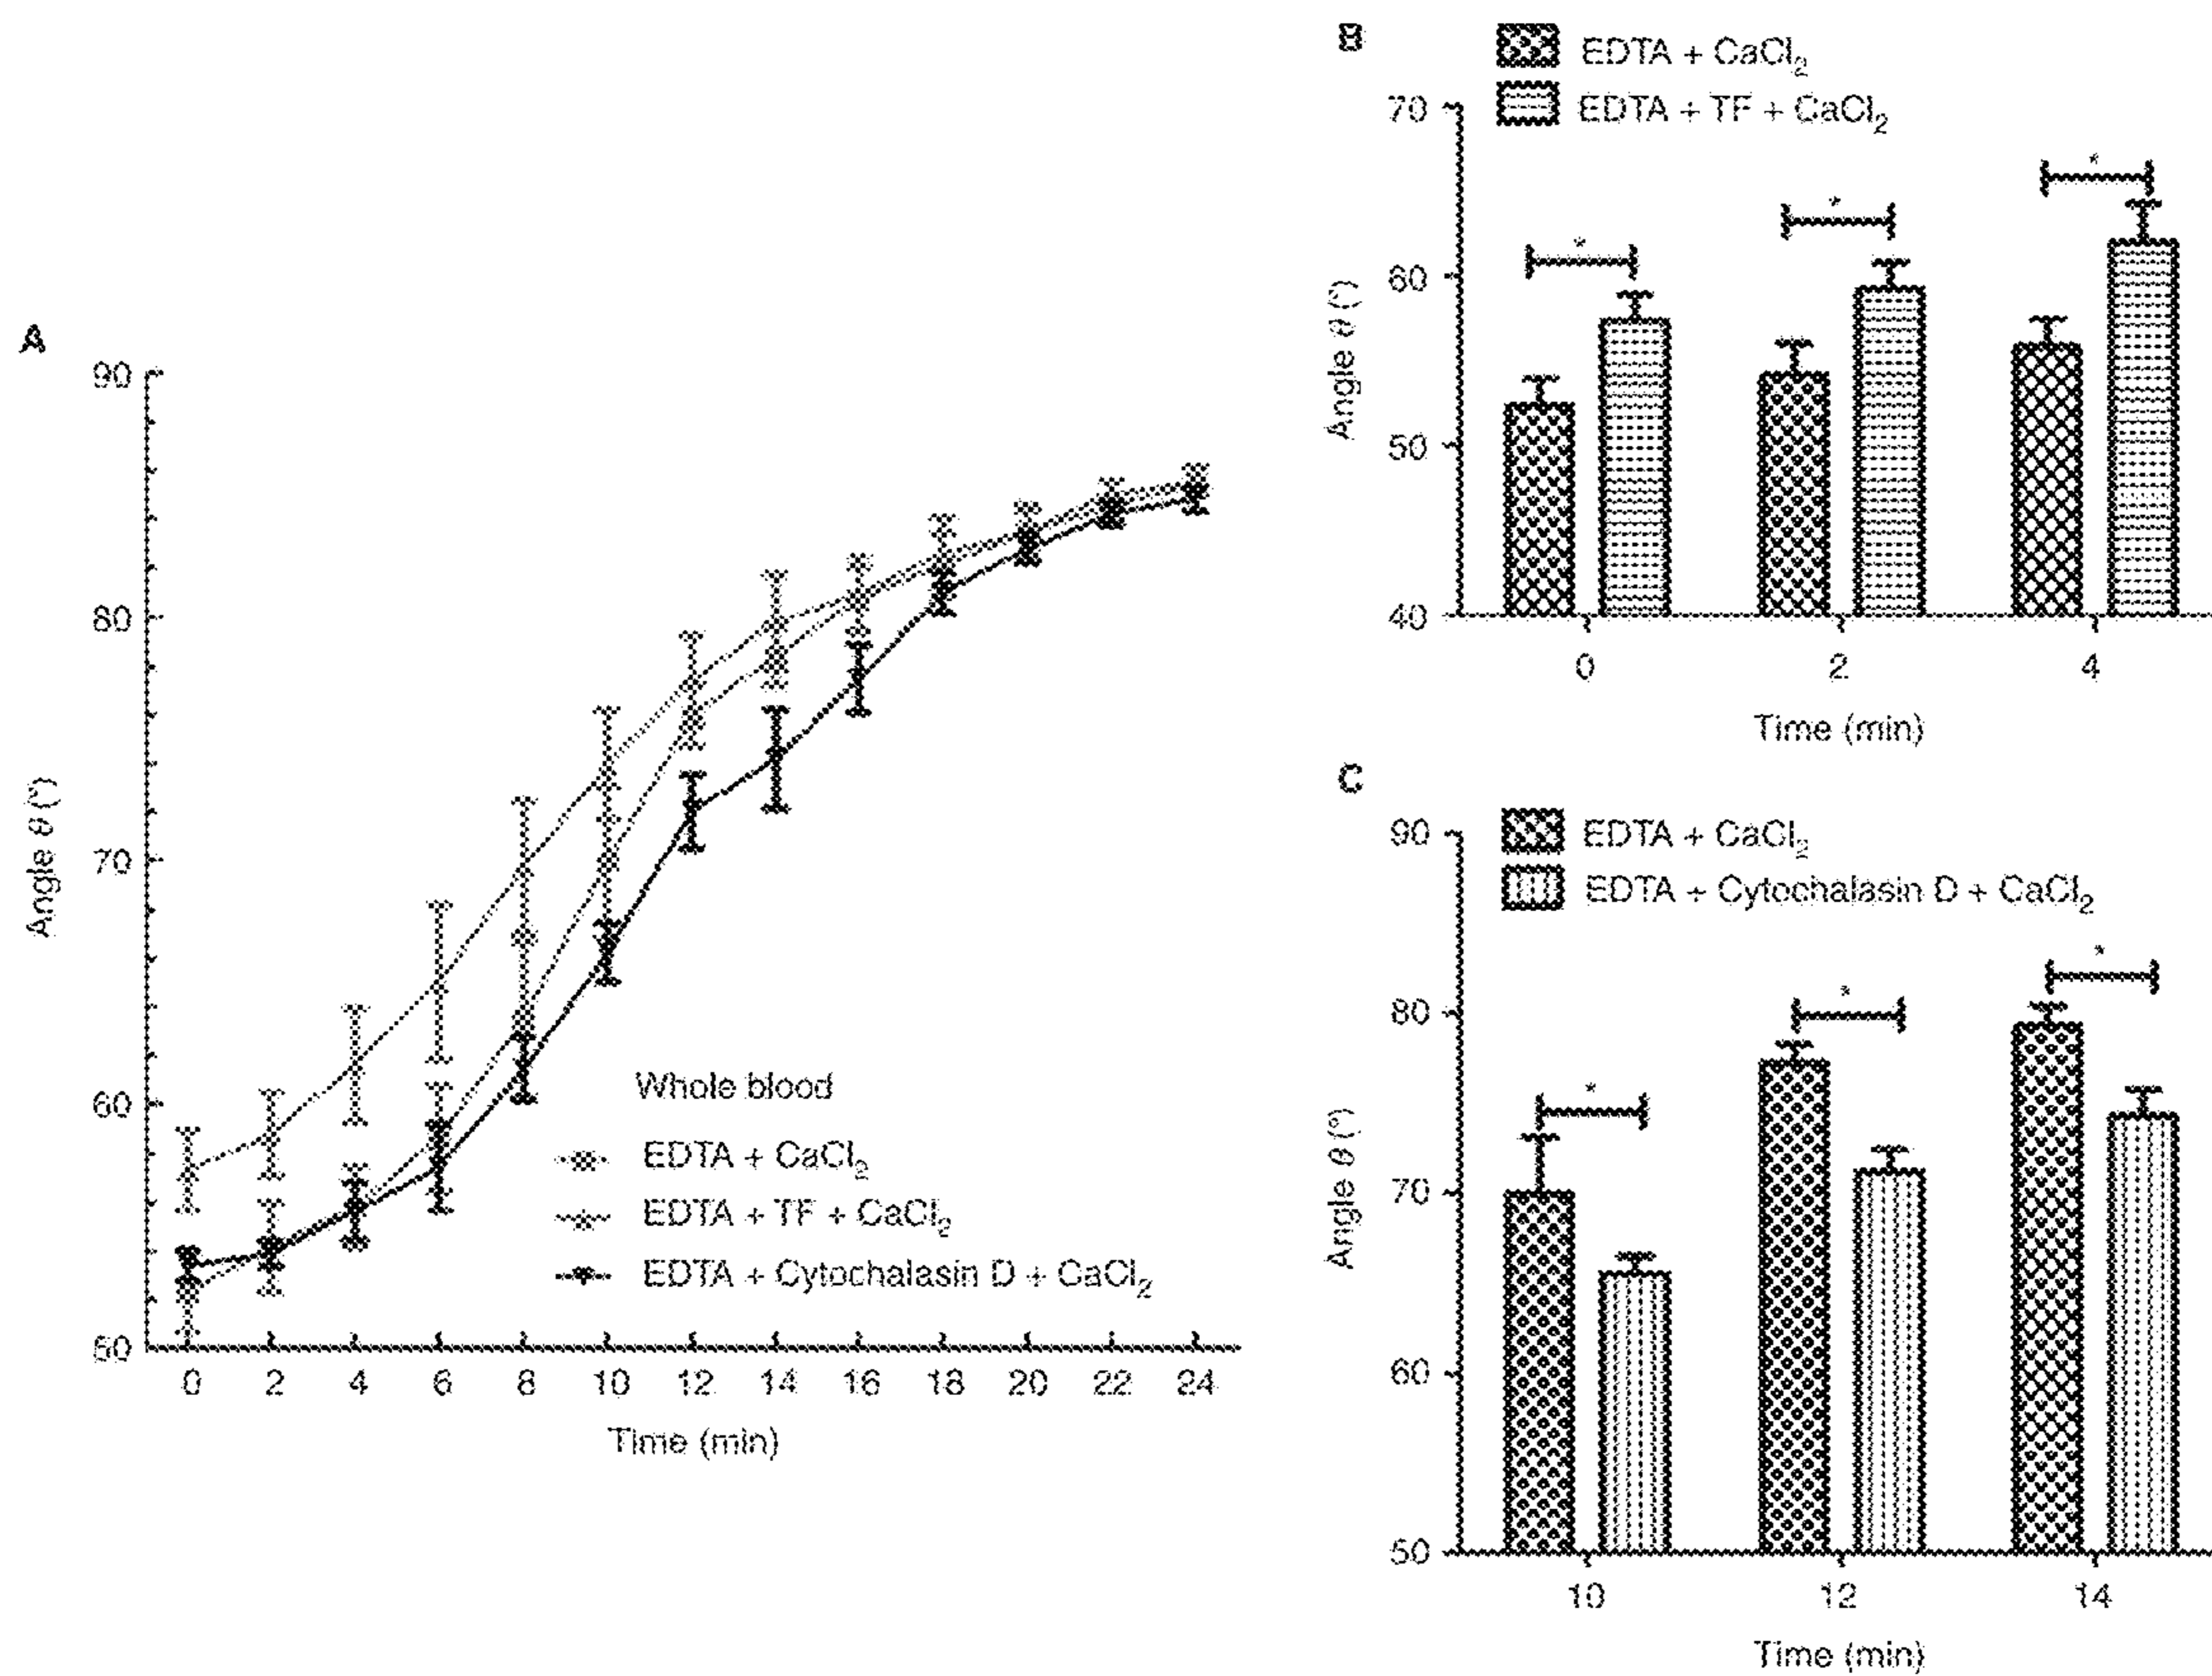 A
90
80
70
60
50
Angle θ (°)
0 2 4 6 8 10 12 14 16 18 20 22 24
Time (min)
Whole blood
EDTA + CaCl₂
EDTA + TF + CaCl₂
EDTA + Cytochalasin D + CaCl₂
B
EDTA + CaCl₂
EDTA + TF + CaCl₂
70
60
50
40
Angle θ (°)
* * *
0 2 4
Time (min)
C
EDTA + CaCl₂
EDTA + Cytochalasin D + CaCl₂
90
80
70
60
50
Angle θ (°)
* * *
10 12 14
Time (min)